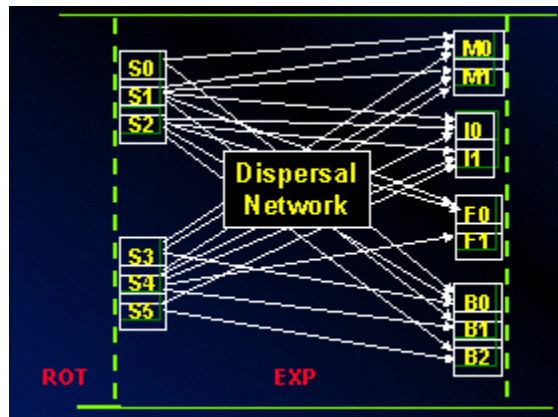 S0
S1
S2
S3
S4
S5
Dispersal
Network
M0
M1
I0
I1
F0
F1
B0
B1
B2
ROT
EXP